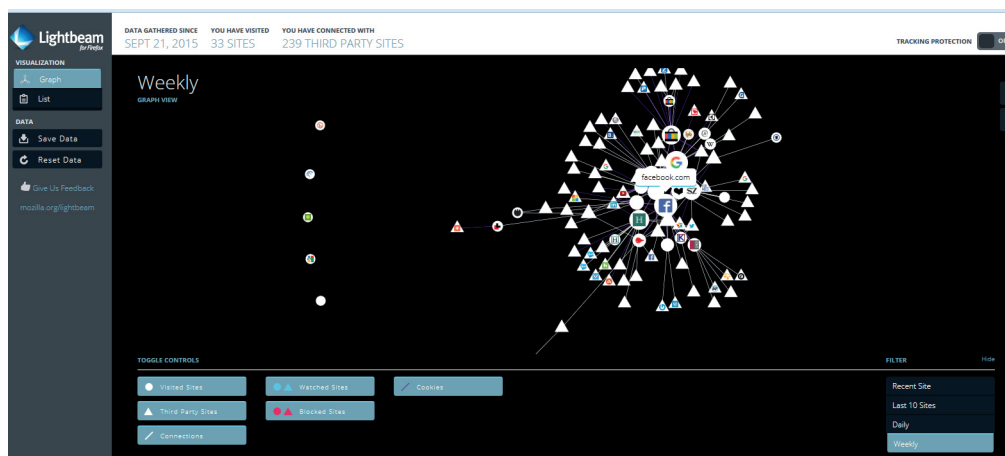 Lightbeam
for Firefox
DATA GATHERED SINCE
SEPT 21, 2015
YOU HAVE VISITED
33 SITES
YOU HAVE CONNECTED WITH
239 THIRD PARTY SITES
TRACKING PROTECTION
VISUALIZATION
Graph
List
DATA
Save Data
Reset Data
Give Us Feedback
mozilla.org/lightbeam
Weekly
GRAPH VIEW
G
facebook.com
SZ
W
f
H
K
TOGGLE CONTROLS
Visited Sites
Watched Sites
Cookies
Third Party Sites
Blocked Sites
Connections
FILTER
Hide
Recent Site
Last 10 Sites
Daily
Weekly